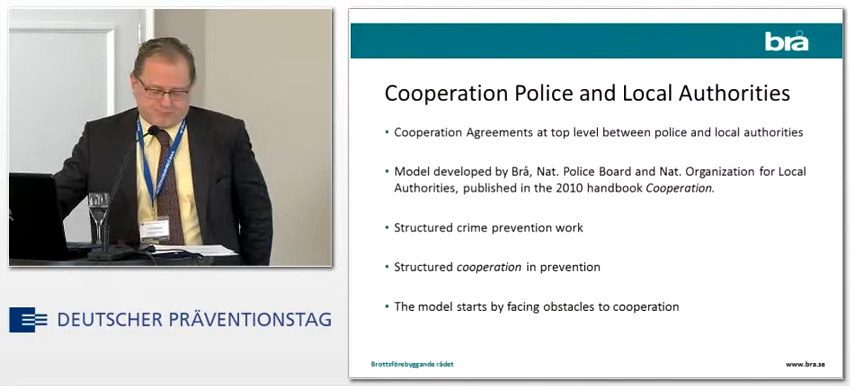 brå
Cooperation Police and Local Authorities
• Cooperation Agreements at top level between police and local authorities
• Model developed by Brå, Nat. Police Board and Nat. Organization for Local
Authorities, published in the 2010 handbook Cooperation.
• Structured crime prevention work
• Structured cooperation in prevention
• The model starts by facing obstacles to cooperation
Brottsförebyggande rådet
www.bra.se
DEUTSCHER PRÄVENTIONSTAG